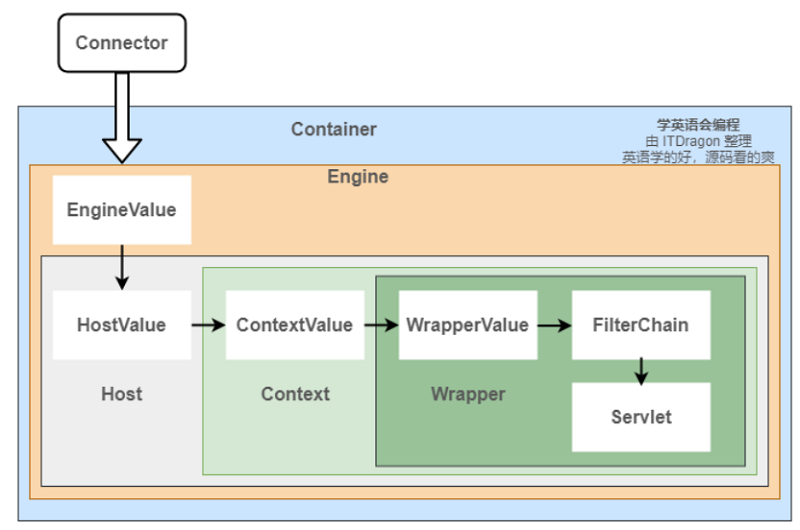 Connector
Container
学英语会编程
由 ITDragon 整理
英语学的好，源码看的爽
Engine
EngineValue
HostValue
ContextValue
WrapperValue
FilterChain
Host
Context
Wrapper
Servlet